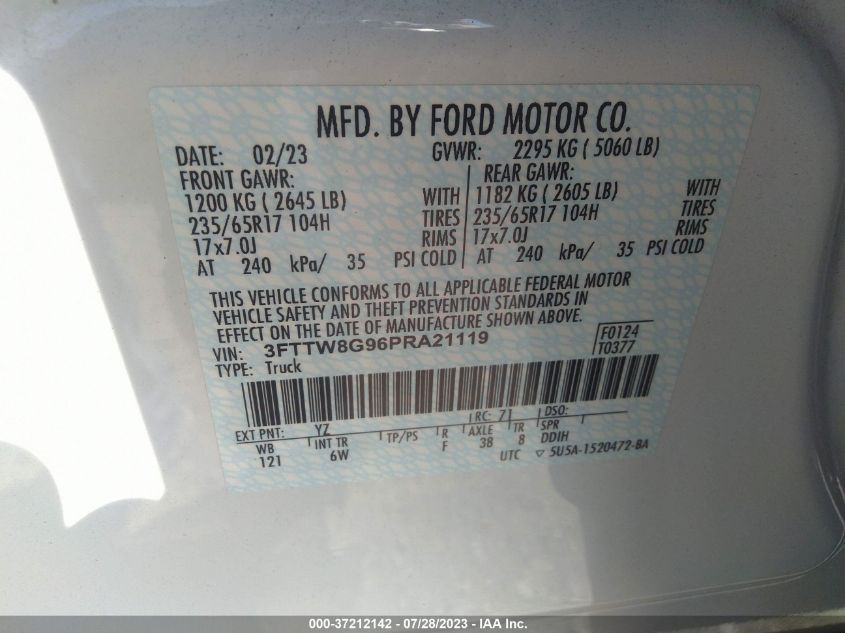 MFD. BY FORD MOTOR CO.
DATE: 02/23 GVWR: 2295 KG ( 5060 LB)
FRONT GAWR: REAR GAWR:
1200 KG ( 2645 LB) WITH 1182 KG ( 2605 LB) WITH
235/65R17 104H TIRES 235/65R17 104H TIRES
17x7.0J RIMS 17x7.0J RIMS
AT 240 kPa/ 35 PSI COLD AT 240 kPa/ 35 PSI COLD
THIS VEHICLE CONFORMS TO ALL APPLICABLE FEDERAL MOTOR
VEHICLE SAFETY AND THEFT PREVENTION STANDARDS IN
EFFECT ON THE DATE OF MANUFACTURE SHOWN ABOVE.
VIN: 3FTTW8G96PRA21119 F0124
TYPE: Truck T0377
EXT PNT: YZ RC: 71 DSO:
WB INT TR TP/PS R AXLE TR SPR
121 6W F 38 8 DDIH
UTC ▽ 5U5A-1520472-BA
000-37212142 / 07/28/2023 / Copyright IAA, Inc.